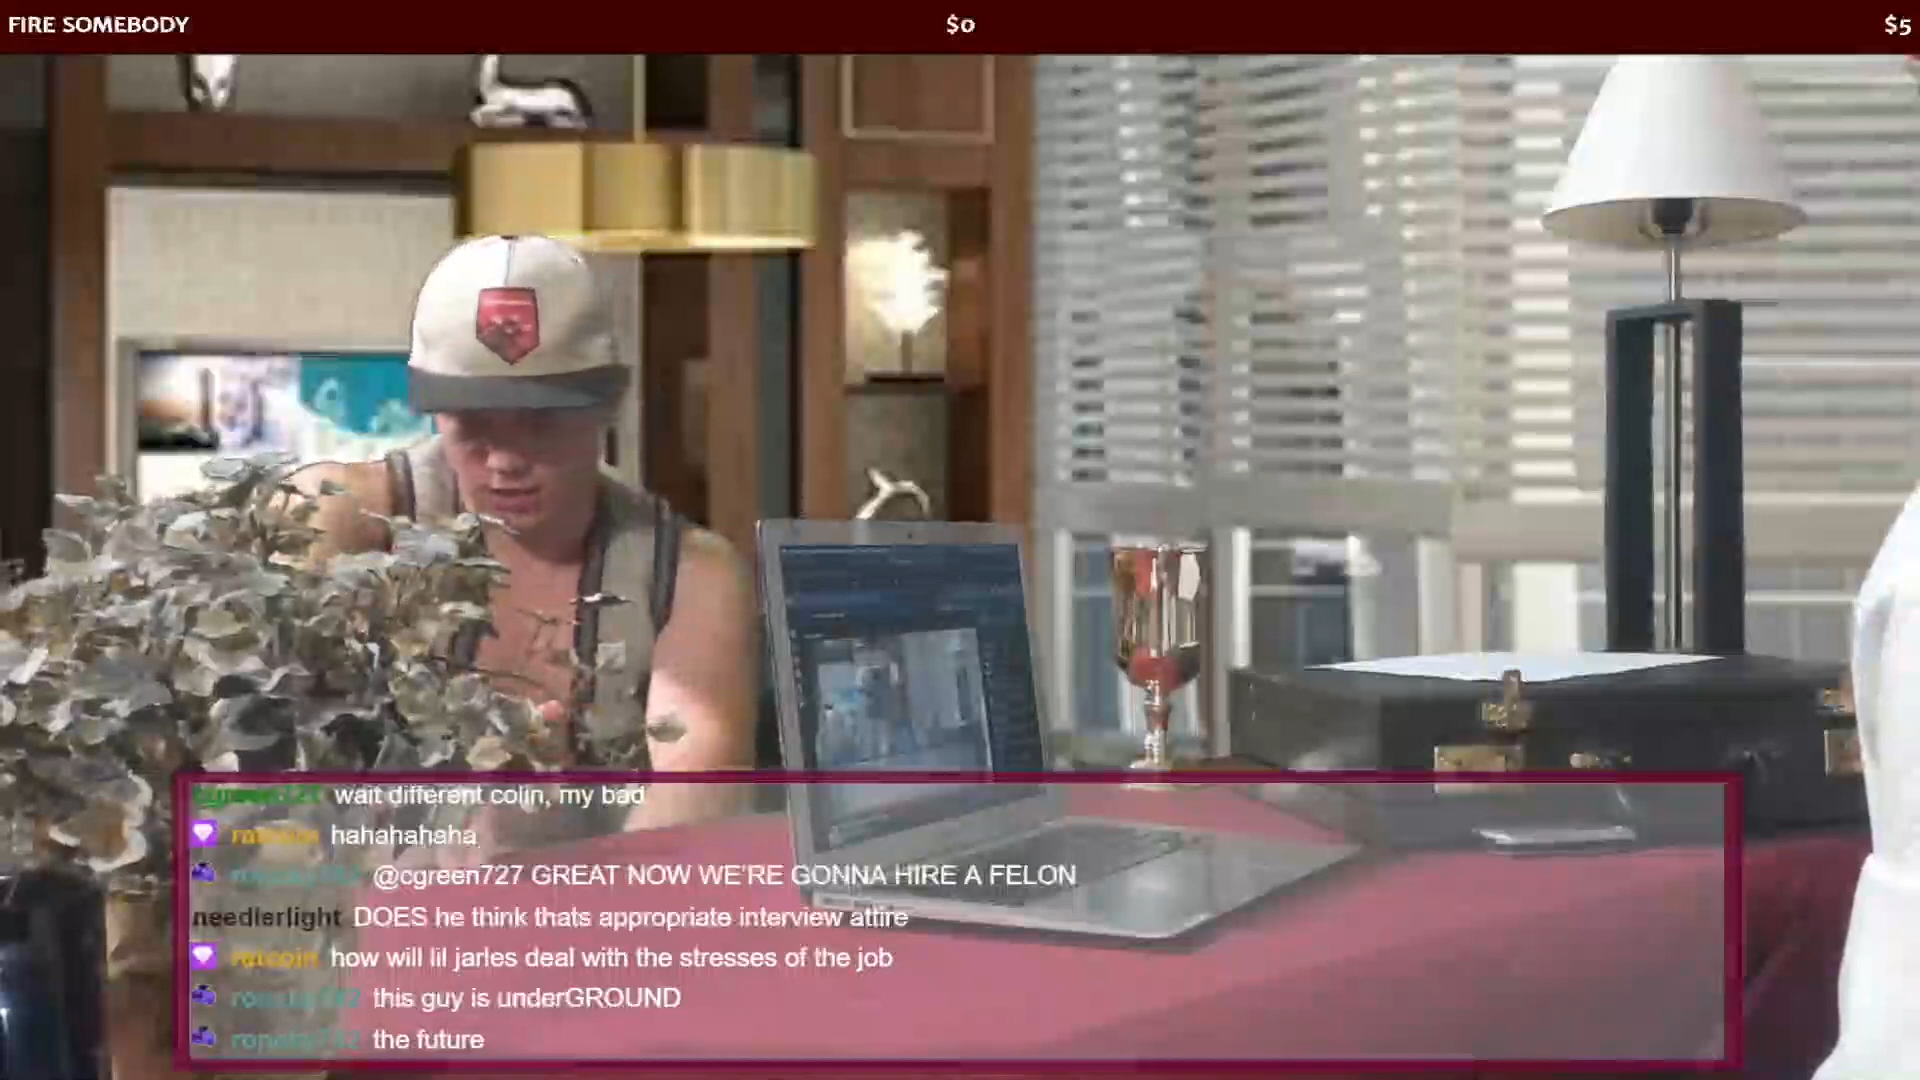 FIRE SOMEBODY $0 $5
wait different colin, my bad
hahahahaha
@cgreen727 GREAT NOW WE'RE GONNA HIRE A FELON
needlerlight DOES he think thats appropriate interview attire
how will lil jarles deal with the stresses of the job
this guy is underGROUND
the future